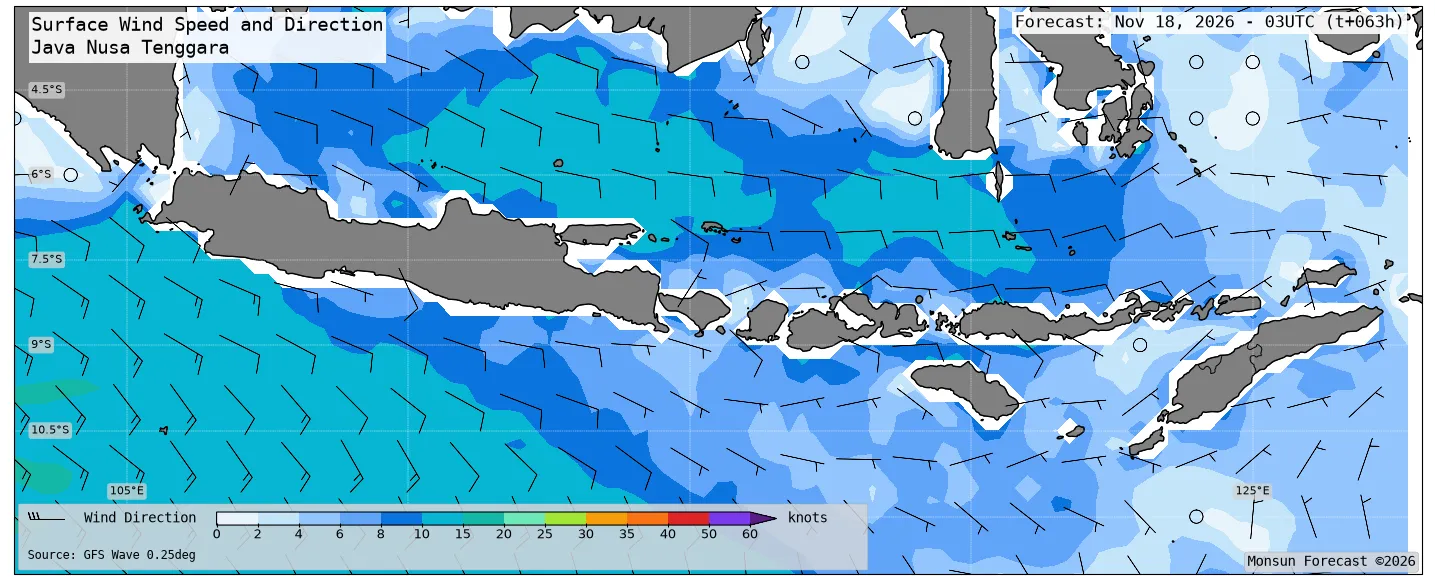 Surface Wind Speed and Direction
Java Nusa Tenggara
Forecast: Nov 18, 2026 - 03UTC (t+063h)
4.5°S
6°S
7.5°S
9°S
10.5°S
105°E
125°E
Wind Direction
0 2 4 6 8 10 15 20 25 30 35 40 50 60
knots
Source: GFS Wave 0.25deg
Monsun Forecast ©2026